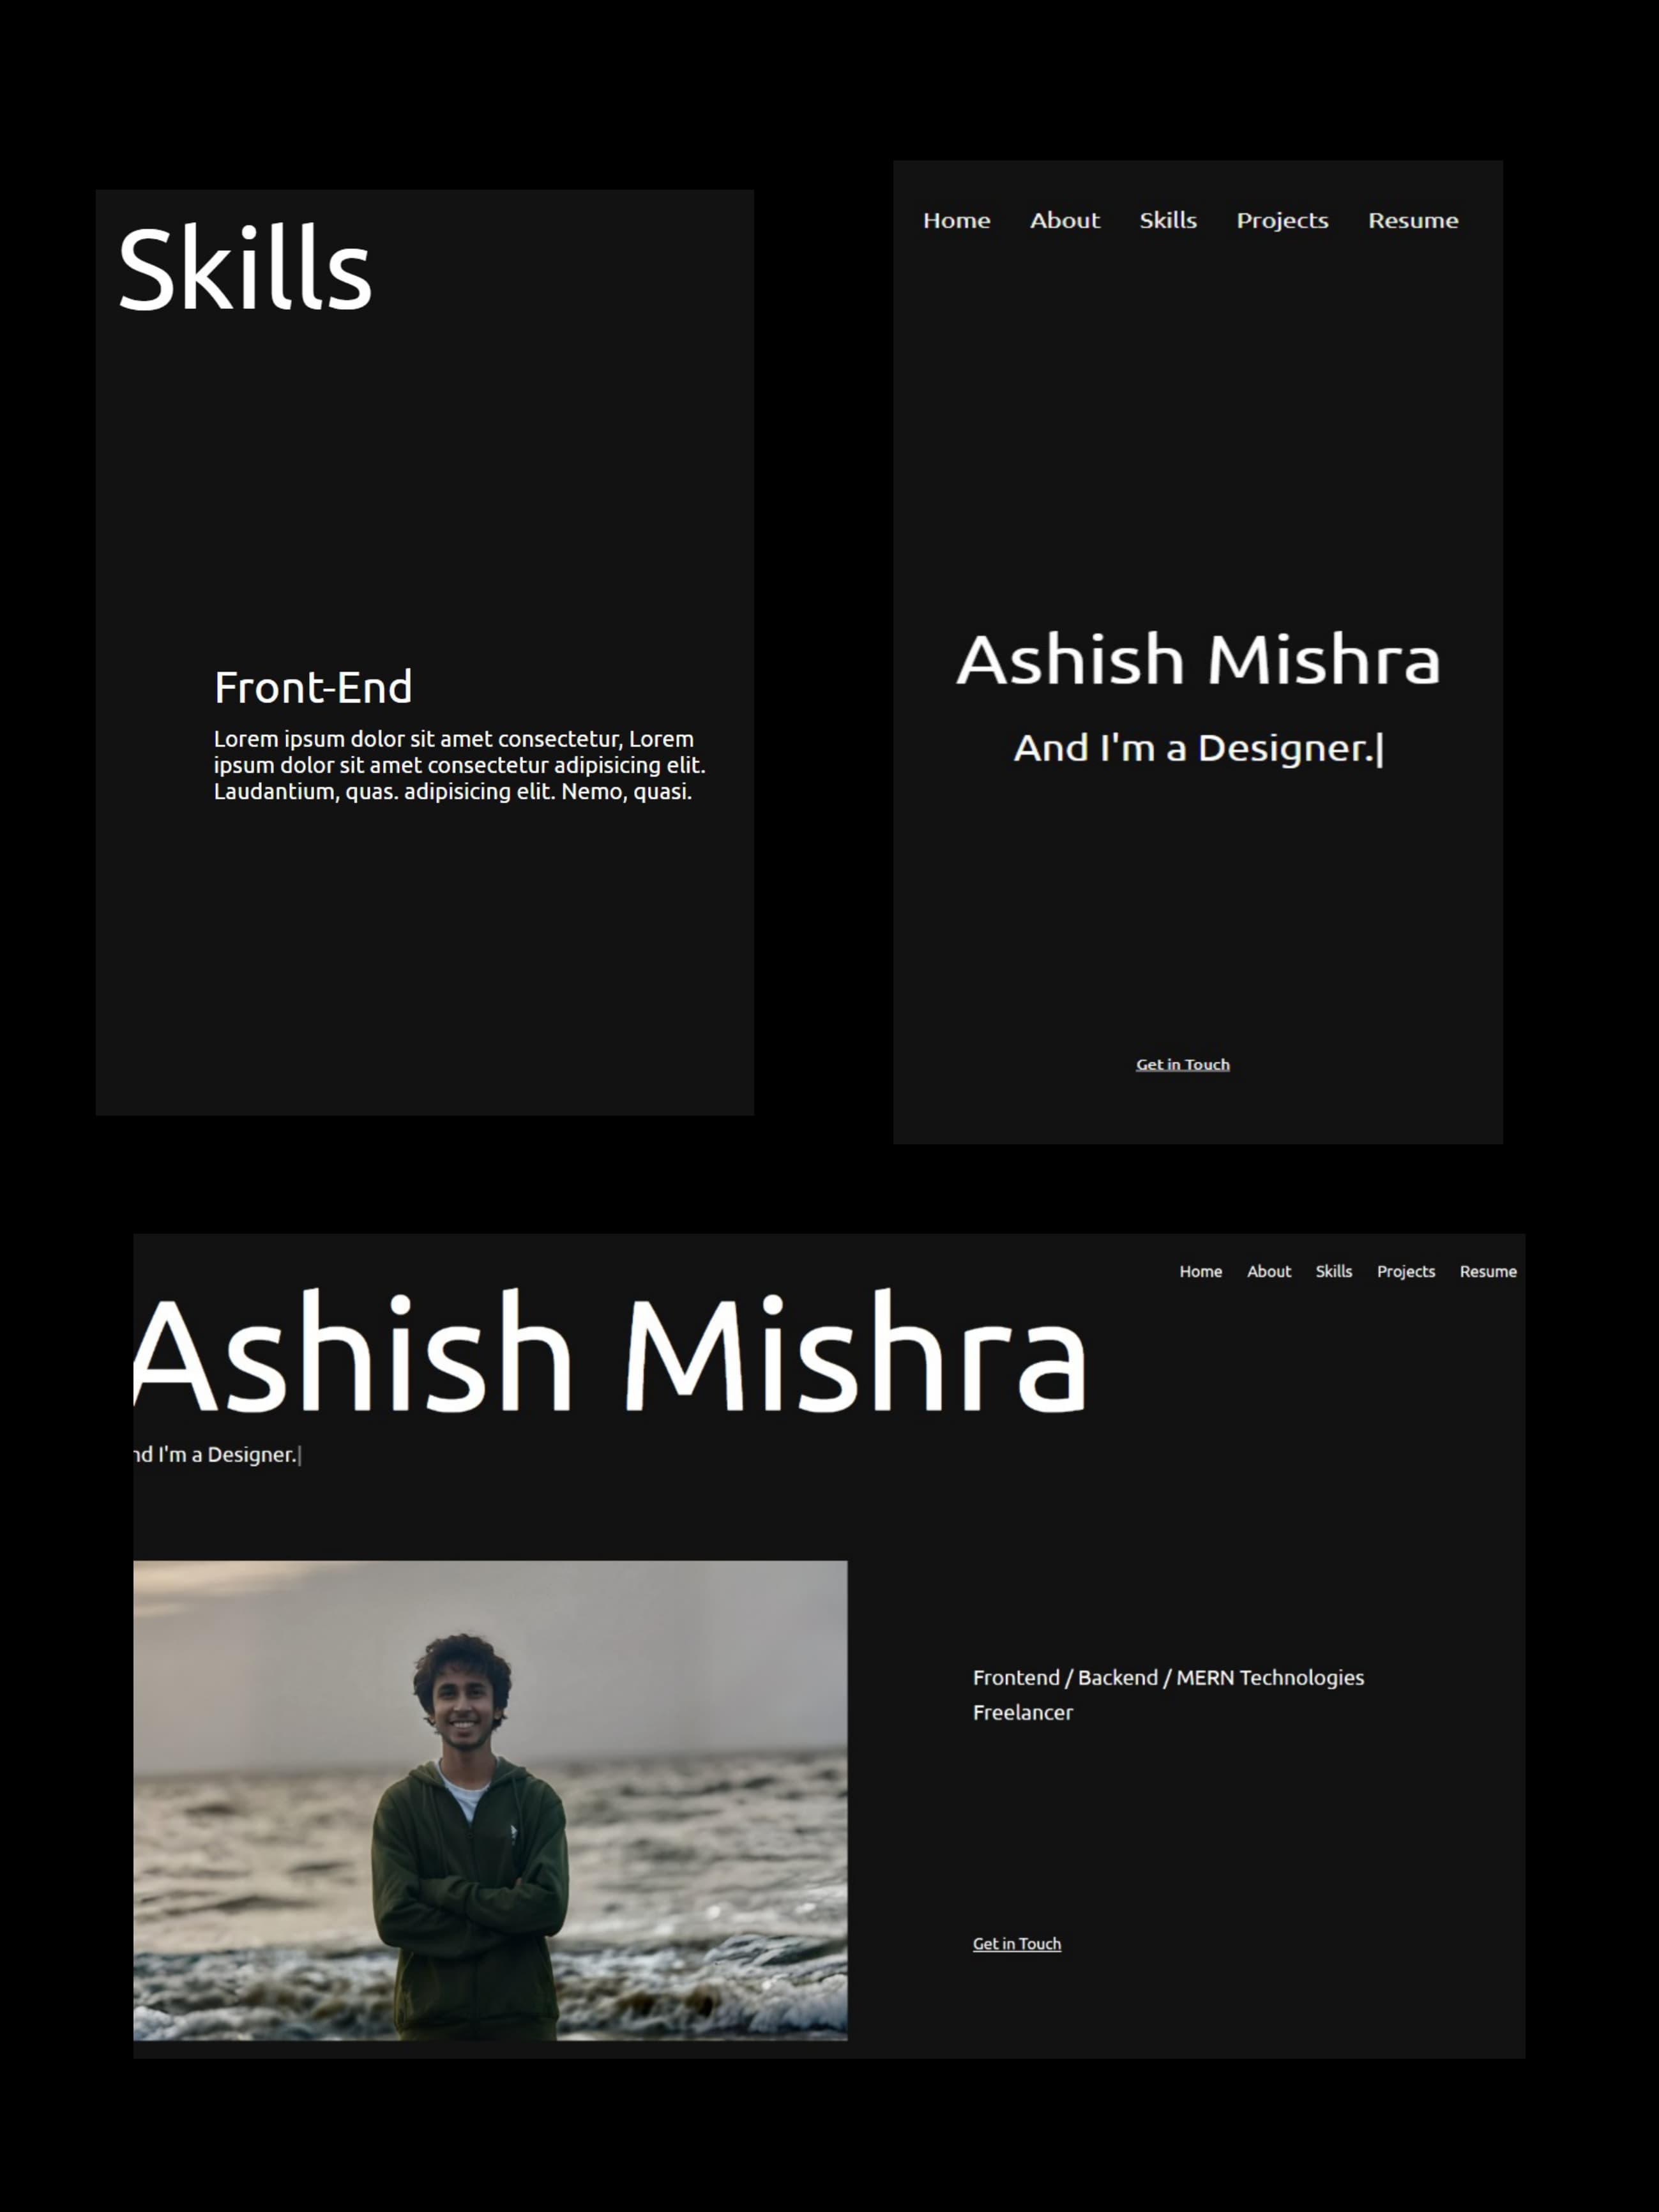 Skills
Front-End
Lorem ipsum dolor sit amet consectetur, Lorem
ipsum dolor sit amet consectetur adipisicing elit.
Laudantium, quas. adipisicing elit. Nemo, quasi.
Home About Skills Projects Resume
Ashish Mishra
And I'm a Designer.|
Get in Touch
Home About Skills Projects Resume
Ashish Mishra
nd I'm a Designer.|
Frontend / Backend / MERN Technologies
Freelancer
Get in Touch